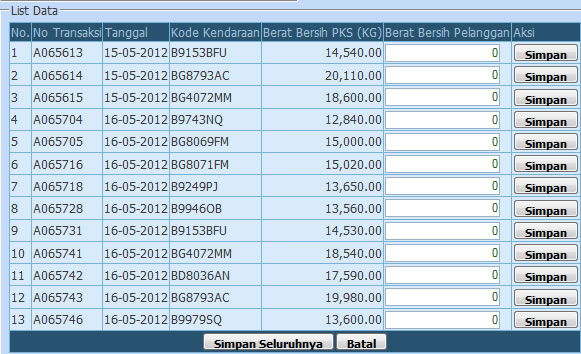 List Data
No. No Transaksi Tanggal Kode Kendaraan Berat Bersih PKS (KG) Berat Bersih Pelanggan Aksi
1 A065613 15-05-2012 B9153BFU 14,540.00 0 Simpan
2 A065614 15-05-2012 BG8793AC 20,110.00 0 Simpan
3 A065615 15-05-2012 BG4072MM 18,600.00 0 Simpan
4 A065704 16-05-2012 B9743NQ 12,840.00 0 Simpan
5 A065705 16-05-2012 BG8069FM 15,000.00 0 Simpan
6 A065716 16-05-2012 BG8071FM 15,020.00 0 Simpan
7 A065718 16-05-2012 B9249PJ 13,650.00 0 Simpan
8 A065728 16-05-2012 B9946OB 13,560.00 0 Simpan
9 A065731 16-05-2012 B9153BFU 14,530.00 0 Simpan
10 A065741 16-05-2012 BG4072MM 18,540.00 0 Simpan
11 A065742 16-05-2012 BD8036AN 17,590.00 0 Simpan
12 A065743 16-05-2012 BG8793AC 19,980.00 0 Simpan
13 A065746 16-05-2012 B9979SQ 13,600.00 0 Simpan
Simpan Seluruhnya Batal